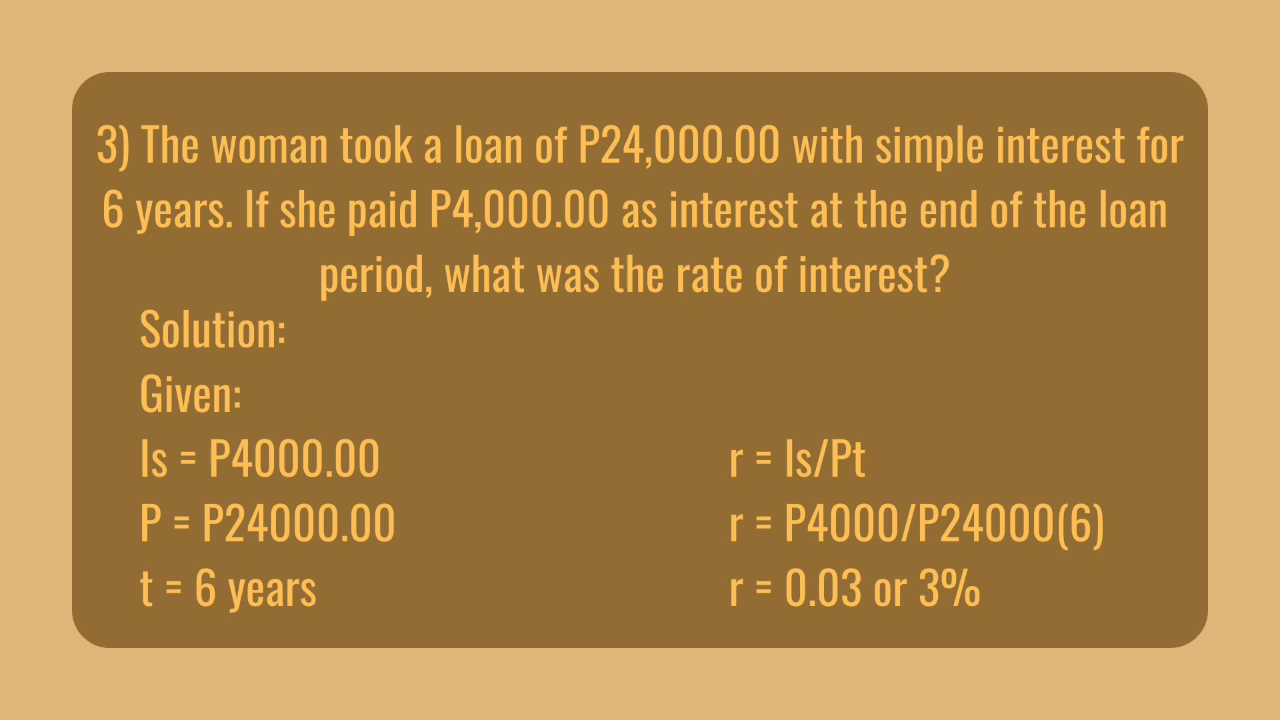 3) The woman took a loan of P24,000.00 with simple interest for
6 years. If she paid P4,000.00 as interest at the end of the loan
period, what was the rate of interest?
Solution:
Given:
Is = P4000.00
P = P24000.00
t = 6 years
r = Is/Pt
r = P4000/P24000(6)
r = 0.03 or 3%